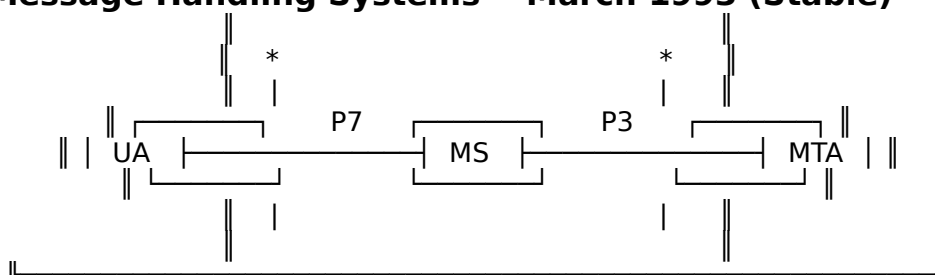 Message Handling Systems March 1993 (Stable)
* *
P7 P3
UA MS MTA